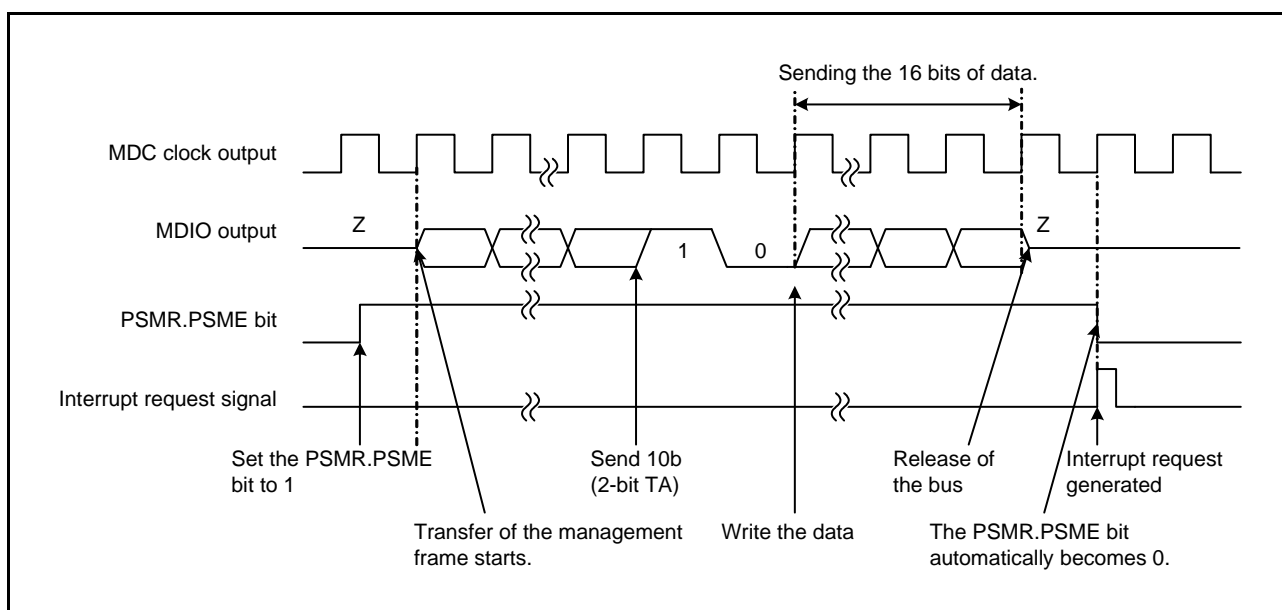 Sending the 16 bits of data.
MDC clock output
MDIO output
Z
1
0
Z
PSMR.PSME bit
Interrupt request signal
Set the PSMR.PSME
bit to 1
Send 10b
(2-bit TA)
Release of
the bus
Interrupt request
generated
Transfer of the management
frame starts.
Write the data
The PSMR.PSME bit
automatically becomes 0.